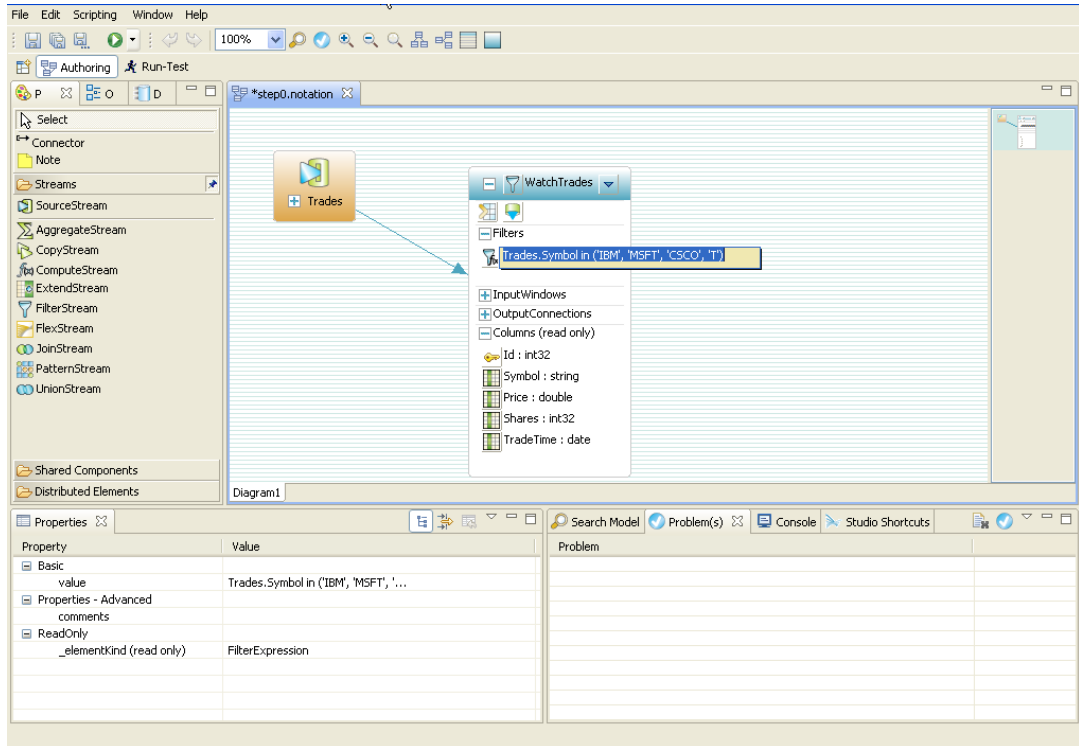 File Edit Scripting Window Help
100%
Authoring Run-Test
P O D
*step0.notation
Select
Connector
Note
Streams
SourceStream
AggregateStream
CopyStream
ComputeStream
ExtendStream
FilterStream
FlexStream
JoinStream
PatternStream
UnionStream
Shared Components
Distributed Elements
Trades
WatchTrades
Filters
Trades.Symbol in ('IBM', 'MSFT', 'CSCO', 'T')
InputWindows
OutputConnections
Columns (read only)
Id : int32
Symbol : string
Price : double
Shares : int32
TradeTime : date
Diagram1
Properties
Property Value
Basic
value Trades.Symbol in ('IBM', 'MSFT', '...
Properties - Advanced
comments
ReadOnly
_elementKind (read only) FilterExpression
Search Model Problem(s) Console Studio Shortcuts
Problem